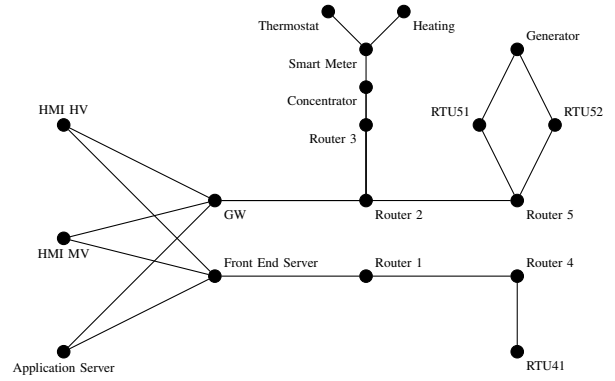 Thermostat
Heating
Generator
Smart Meter
Concentrator
HMI HV
RTU51
RTU52
Router 3
GW
Router 2
Router 5
HMI MV
Front End Server
Router 1
Router 4
Application Server
RTU41